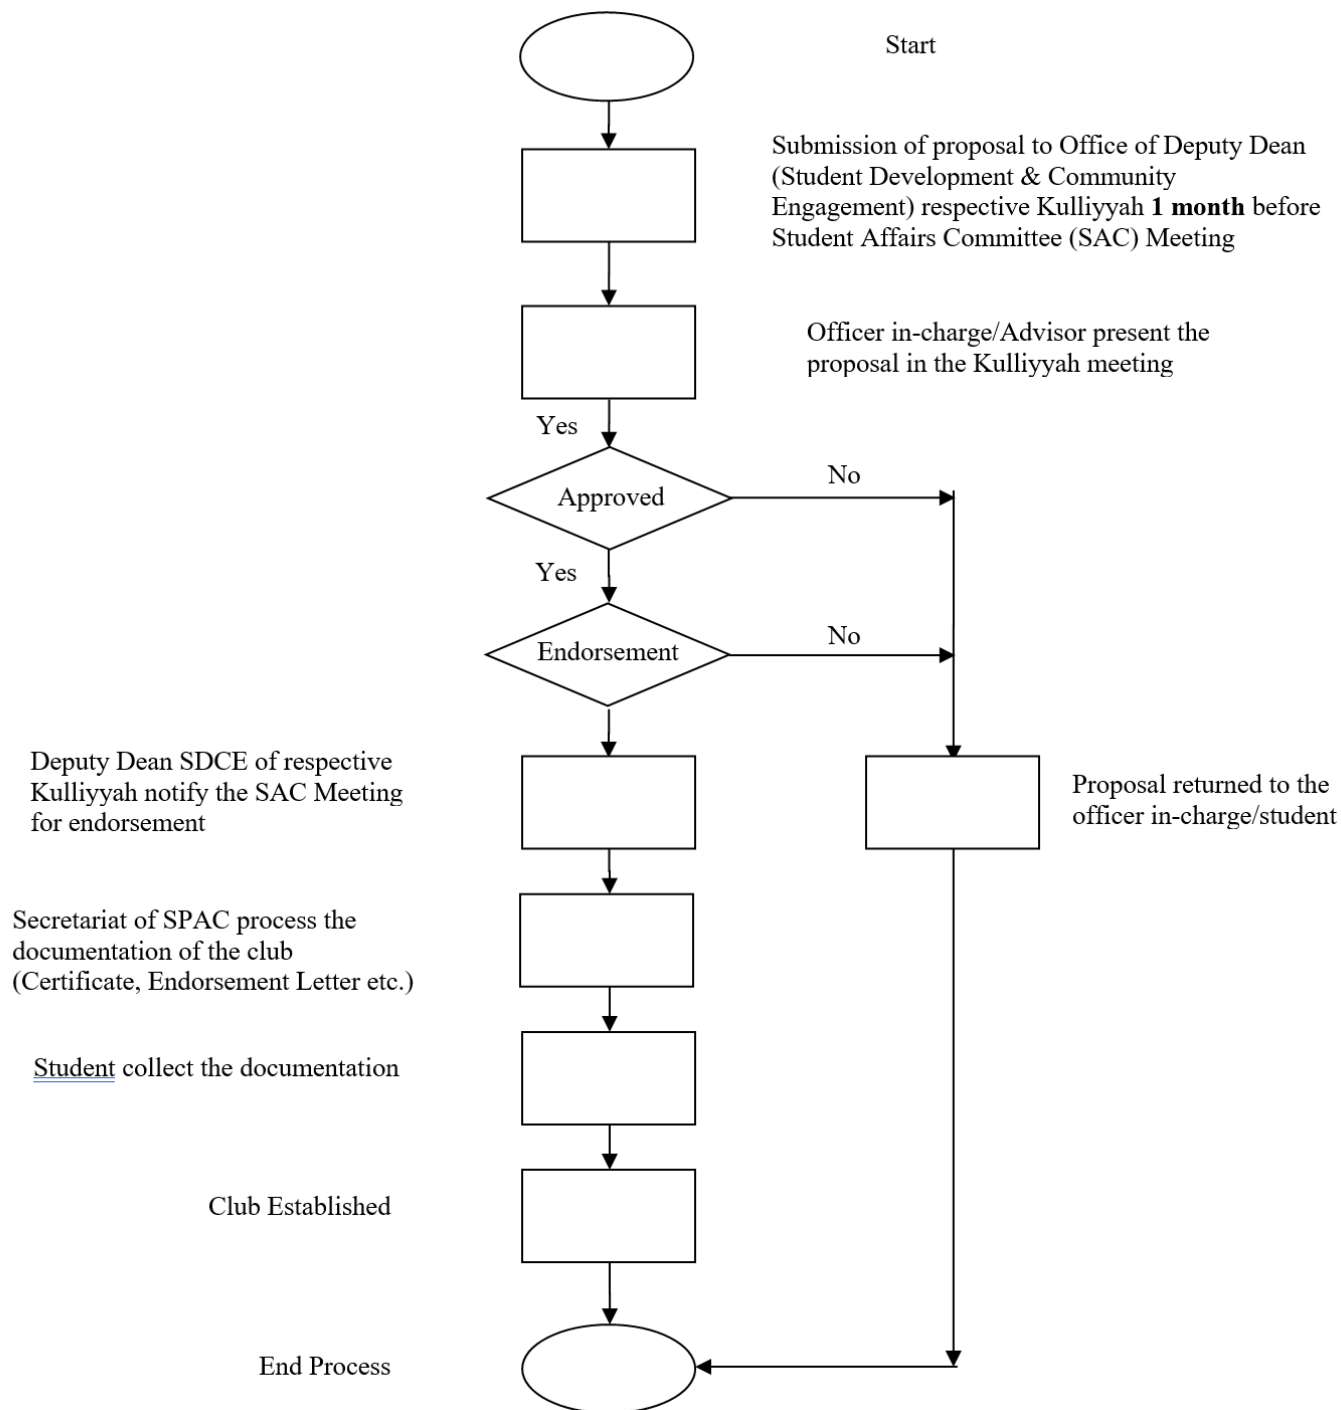 Start
Submission of proposal to Office of Deputy Dean
(Student Development & Community
Engagement) respective Kulliyyah 1 month before
Student Affairs Committee (SAC) Meeting
Officer in-charge/Advisor present the
proposal in the Kulliyyah meeting
Yes
Approved
No
Yes
Endorsement
No
Deputy Dean SDCE of respective
Kulliyyah notify the SAC Meeting
for endorsement
Proposal returned to the
officer in-charge/student
Secretariat of SPAC process the
documentation of the club
(Certificate, Endorsement Letter etc.)
Student collect the documentation
Club Established
End Process